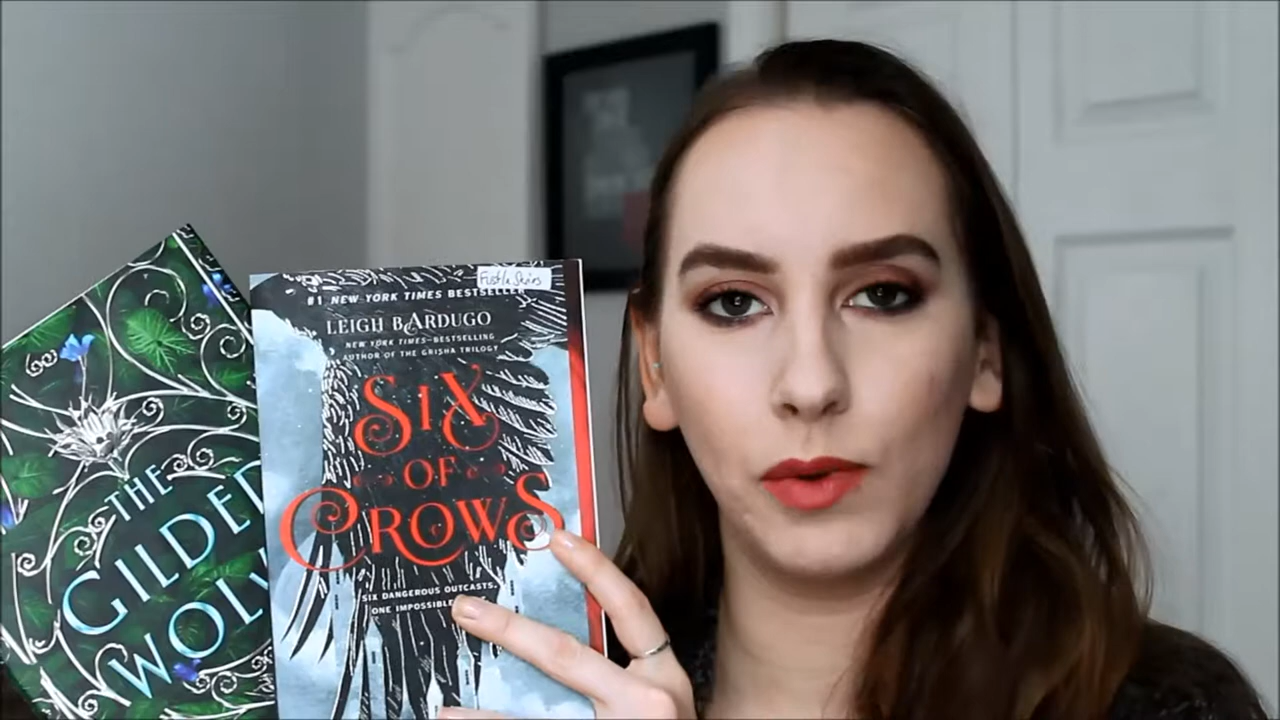 THE
GILDED
WOLV
#1 NEW YORK TIMES BESTSELLER
LEIGH BARDUGO
NEW YORK TIMES–BESTSELLING
AUTHOR OF THE GRISHA TRILOGY
SIX
OF
CROWS
SIX DANGEROUS OUTCASTS.
ONE IMPOSSIBLE